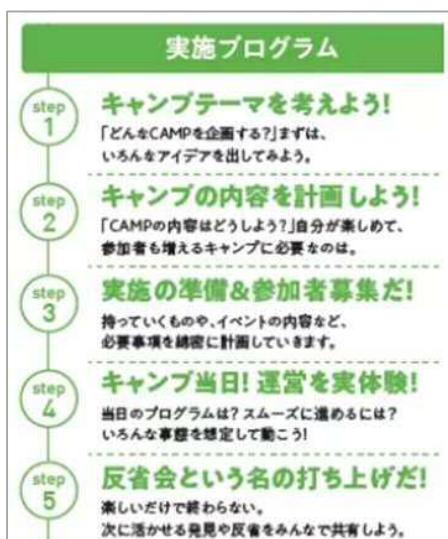 実施プログラム
step
1
キャンプテーマを考えよう!
「どんなCAMPを企画する?」まずは、
いろんなアイデアを出してみよう。
step
2
キャンプの内容を計画しよう!
「CAMPの内容はどうしよう?」自分が楽しめて、
参加者も増えるキャンプに必要なのは。
step
3
実施の準備&参加者募集だ!
持っていくものや、イベントの内容など、
必要事項を綿密に計画していきます。
step
4
キャンプ当日! 運営を実体験!
当日のプログラムは? スムーズに進めるには?
いろんな事態を想定して動こう!
step
5
反省会という名の打ち上げだ!
楽しいだけで終わらない。
次に活かせる発見や反省をみんなで共有しよう。